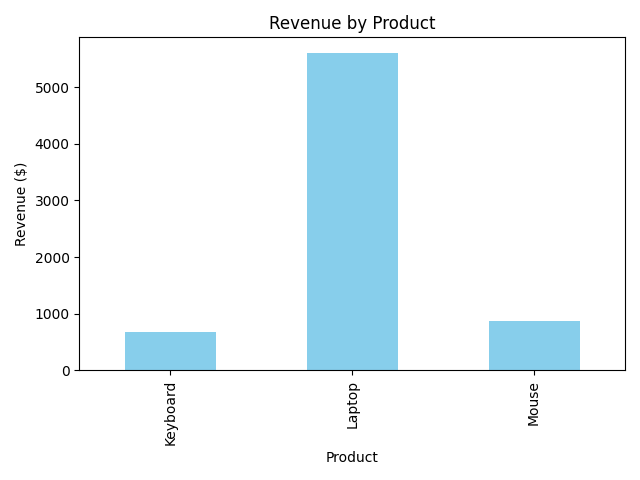 Revenue by Product
Revenue ($)
5000
4000
3000
2000
1000
0
Keyboard
Laptop
Mouse
Product